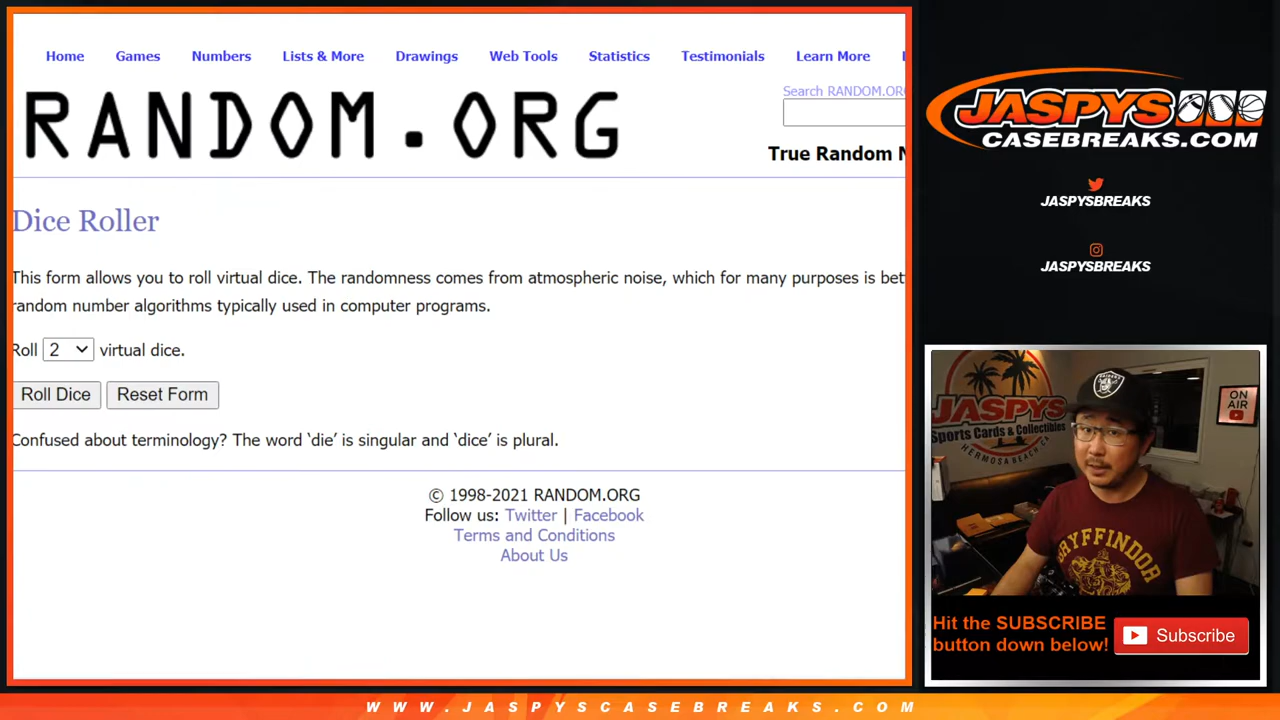 Home Games Numbers Lists & More Drawings Web Tools Statistics Testimonials Learn More
Search RANDOM.ORG
RANDOM.ORG
True Random N
Dice Roller
This form allows you to roll virtual dice. The randomness comes from atmospheric noise, which for many purposes is bet
random number algorithms typically used in computer programs.
Roll 2 virtual dice.
Roll Dice Reset Form
Confused about terminology? The word ‘die’ is singular and ‘dice’ is plural.
© 1998-2021 RANDOM.ORG
Follow us: Twitter | Facebook
Terms and Conditions
About Us
JASPYS
CASEBREAKS.COM
JASPYSBREAKS
JASPYSBREAKS
JASPYS
Sports Cards & Collectibles
HERMOSA BEACH, CA
ON
AIR
RAIDERS
GRYFFINDOR
Hit the SUBSCRIBE
button down below!
Subscribe
WWW.JASPYSCASEBREAKS.COM